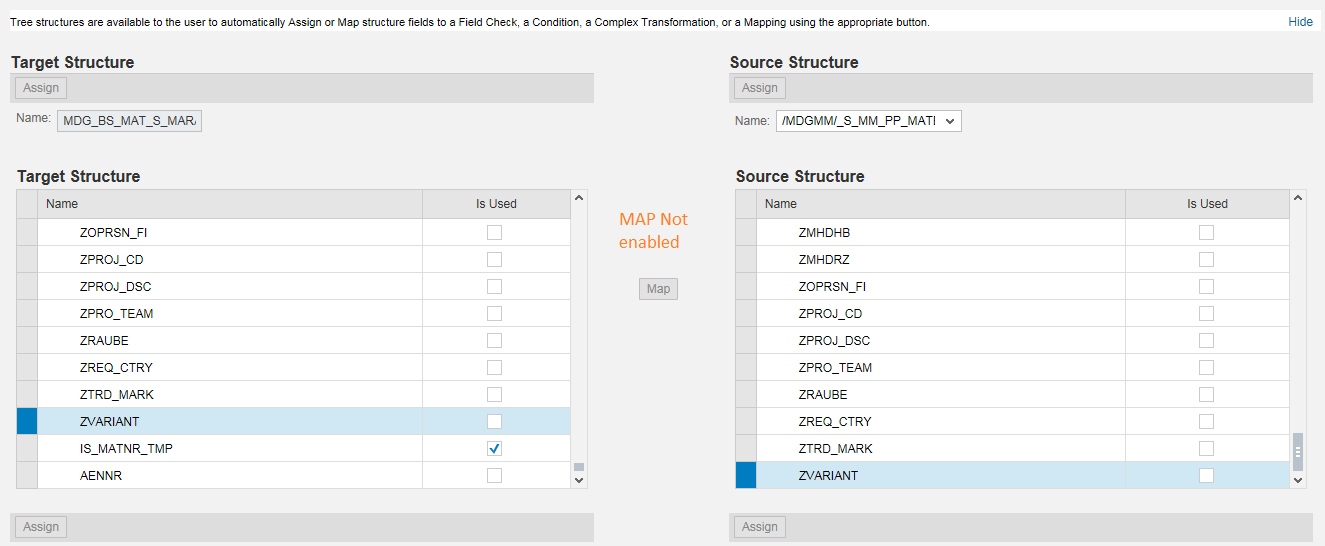 Tree structures are available to the user to automatically Assign or Map structure fields to a Field Check, a Condition, a Complex Transformation, or a Mapping using the appropriate button. Hide
Target Structure
Assign
Name: MDG_BS_MAT_S_MAR
Target Structure
Name Is Used
ZOPRSN_FI
ZPROJ_CD
ZPROJ_DSC
ZPRO_TEAM
ZRAUBE
ZREQ_CTRY
ZTRD_MARK
ZVARIANT
IS_MATNR_TMP
AENNR
Assign
MAP Not
enabled
Map
Source Structure
Assign
Name: /MDGMM/_S_MM_PP_MATI
Source Structure
Name Is Used
ZMHDHB
ZMHDRZ
ZOPRSN_FI
ZPROJ_CD
ZPROJ_DSC
ZPRO_TEAM
ZRAUBE
ZREQ_CTRY
ZTRD_MARK
ZVARIANT
Assign